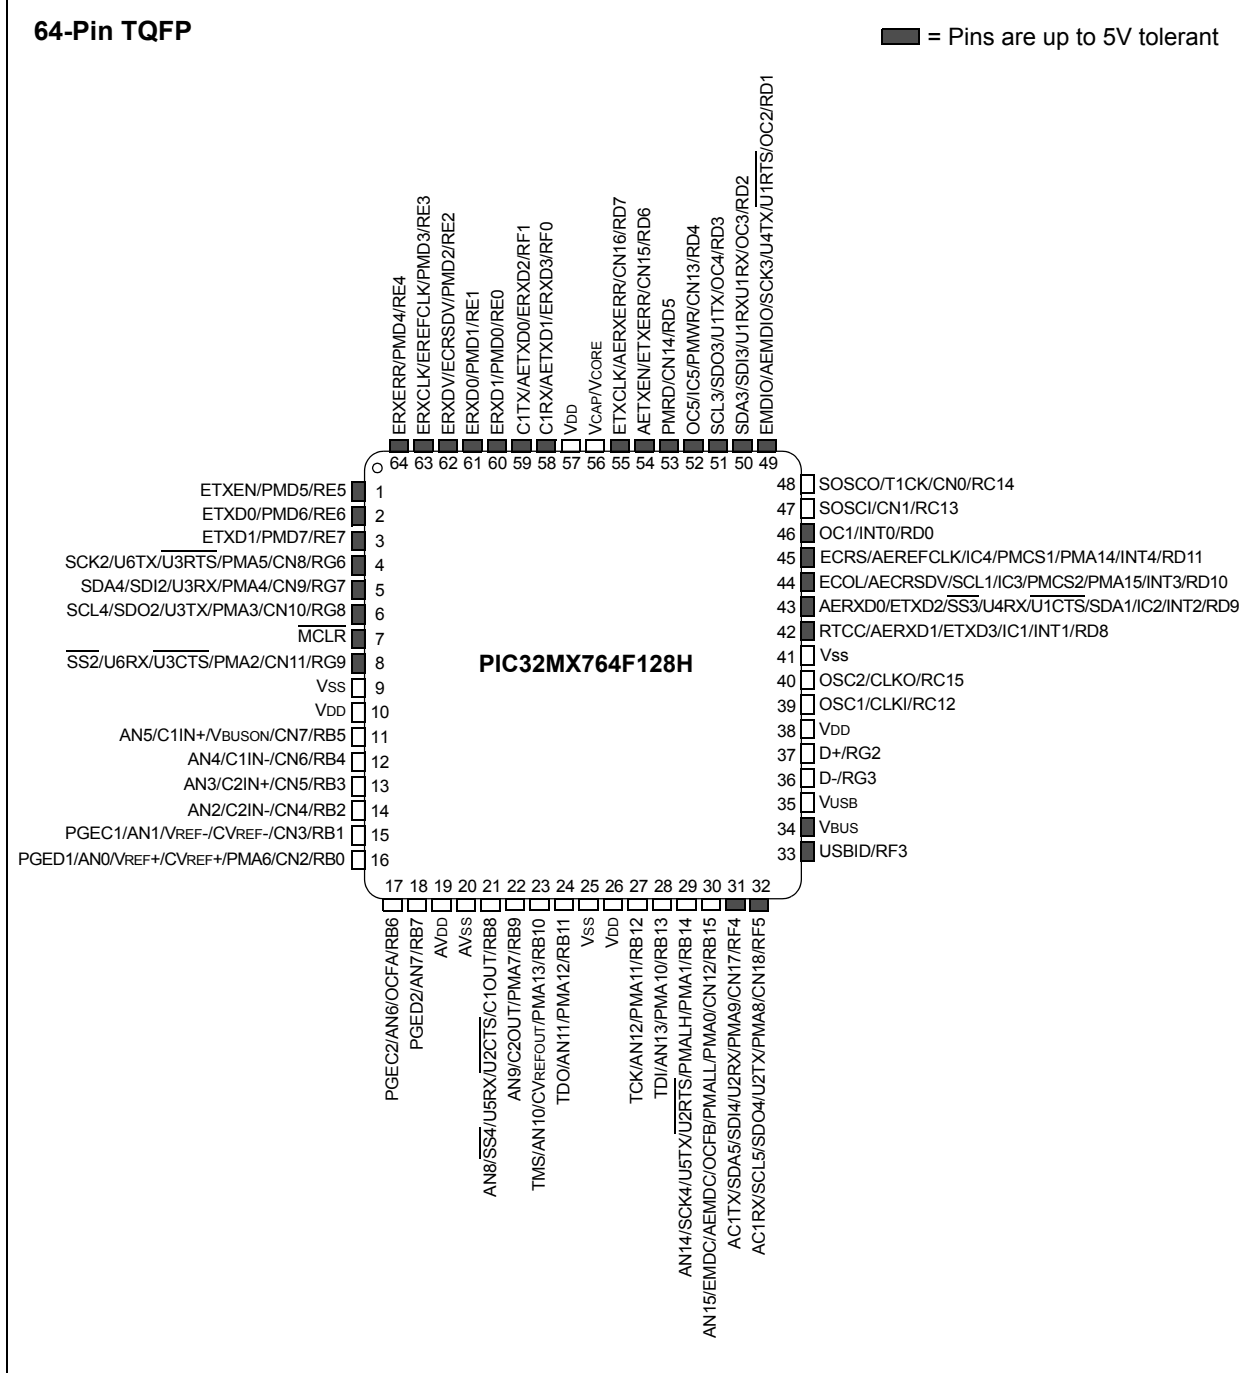 64-Pin TQFP
= Pins are up to 5V tolerant
ERXERR/PMD4/RE4
ERXCLK/EREFCLK/PMD3/RE3
ERXDV/ECRSDV/PMD2/RE2
ERXD0/PMD1/RE1
ERXD1/PMD0/RE0
C1TX/AETXD0/ERXD2/RF1
C1RX/AETXD1/ERXD3/RF0
VDD
VCAP/VCORE
ETXCLK/AERXERR/CN16/RD7
AETXEN/ETXERR/CN15/RD6
PMRD/CN14/RD5
OC5/IC5/PMWR/CN13/RD4
SCL3/SDO3/U1TX/OC4/RD3
SDA3/SDI3/U1RXU1RX/OC3/RD2
EMDIO/AEMDIO/SCK3/U4TX/U1RTS/OC2/RD1
64 63 62 61 60 59 58 57 56 55 54 53 52 51 50 49
ETXEN/PMD5/RE5 1
ETXD0/PMD6/RE6 2
ETXD1/PMD7/RE7 3
SCK2/U6TX/U3RTS/PMA5/CN8/RG6 4
SDA4/SDI2/U3RX/PMA4/CN9/RG7 5
SCL4/SDO2/U3TX/PMA3/CN10/RG8 6
MCLR 7
SS2/U6RX/U3CTS/PMA2/CN11/RG9 8
VSS 9
VDD 10
AN5/C1IN+/VBUSON/CN7/RB5 11
AN4/C1IN-/CN6/RB4 12
AN3/C2IN+/CN5/RB3 13
AN2/C2IN-/CN4/RB2 14
PGEC1/AN1/VREF-/CVREF-/CN3/RB1 15
PGED1/AN0/VREF+/CVREF+/PMA6/CN2/RB0 16
PIC32MX764F128H
48 SOSCO/T1CK/CN0/RC14
47 SOSCI/CN1/RC13
46 OC1/INT0/RD0
45 ECRS/AEREFCLK/IC4/PMCS1/PMA14/INT4/RD11
44 ECOL/AECRSDV/SCL1/IC3/PMCS2/PMA15/INT3/RD10
43 AERXD0/ETXD2/SS3/U4RX/U1CTS/SDA1/IC2/INT2/RD9
42 RTCC/AERXD1/ETXD3/IC1/INT1/RD8
41 Vss
40 OSC2/CLKO/RC15
39 OSC1/CLKI/RC12
38 VDD
37 D+/RG2
36 D-/RG3
35 VUSB
34 VBUS
33 USBID/RF3
17 18 19 20 21 22 23 24 25 26 27 28 29 30 31 32
PGEC2/AN6/OCFA/RB6
PGED2/AN7/RB7
AVDD
AVSS
AN8/SS4/U5RX/U2CTS/C1OUT/RB8
AN9/C2OUT/PMA7/RB9
TMS/AN10/CVREFOUT/PMA13/RB10
TDO/AN11/PMA12/RB11
VSS
VDD
TCK/AN12/PMA11/RB12
TDI/AN13/PMA10/RB13
AN14/SCK4/U5TX/U2RTS/PMALH/PMA1/RB14
AN15/EMDC/AEMDC/OCFB/PMALL/PMA0/CN12/RB15
AC1TX/SDA5/SDI4/U2RX/PMA9/CN17/RF4
AC1RX/SCL5/SDO4/U2TX/PMA8/CN18/RF5